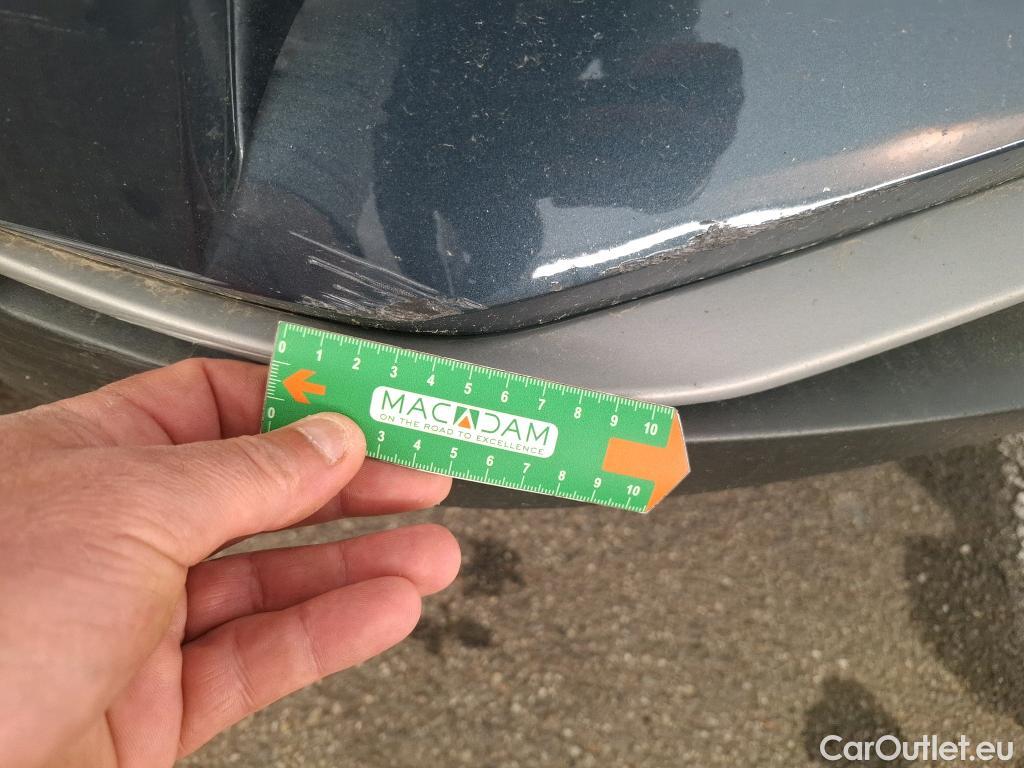 0 1 2 3 4 5 6 7 8 9 10
MACADAM
ON THE ROAD TO EXCELLENCE
0 3 4 5 6 7 8 9 10
CarOutlet.eu